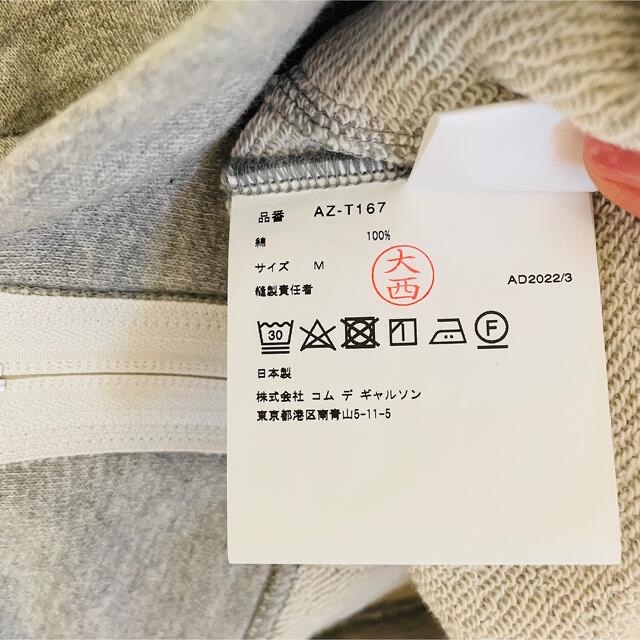 品番 AZ-T167
綿 100%
サイズ M
縫製責任者 大西
AD2022/3
30 F
日本製
株式会社 コム デ ギャルソン
東京都港区南青山5-11-5